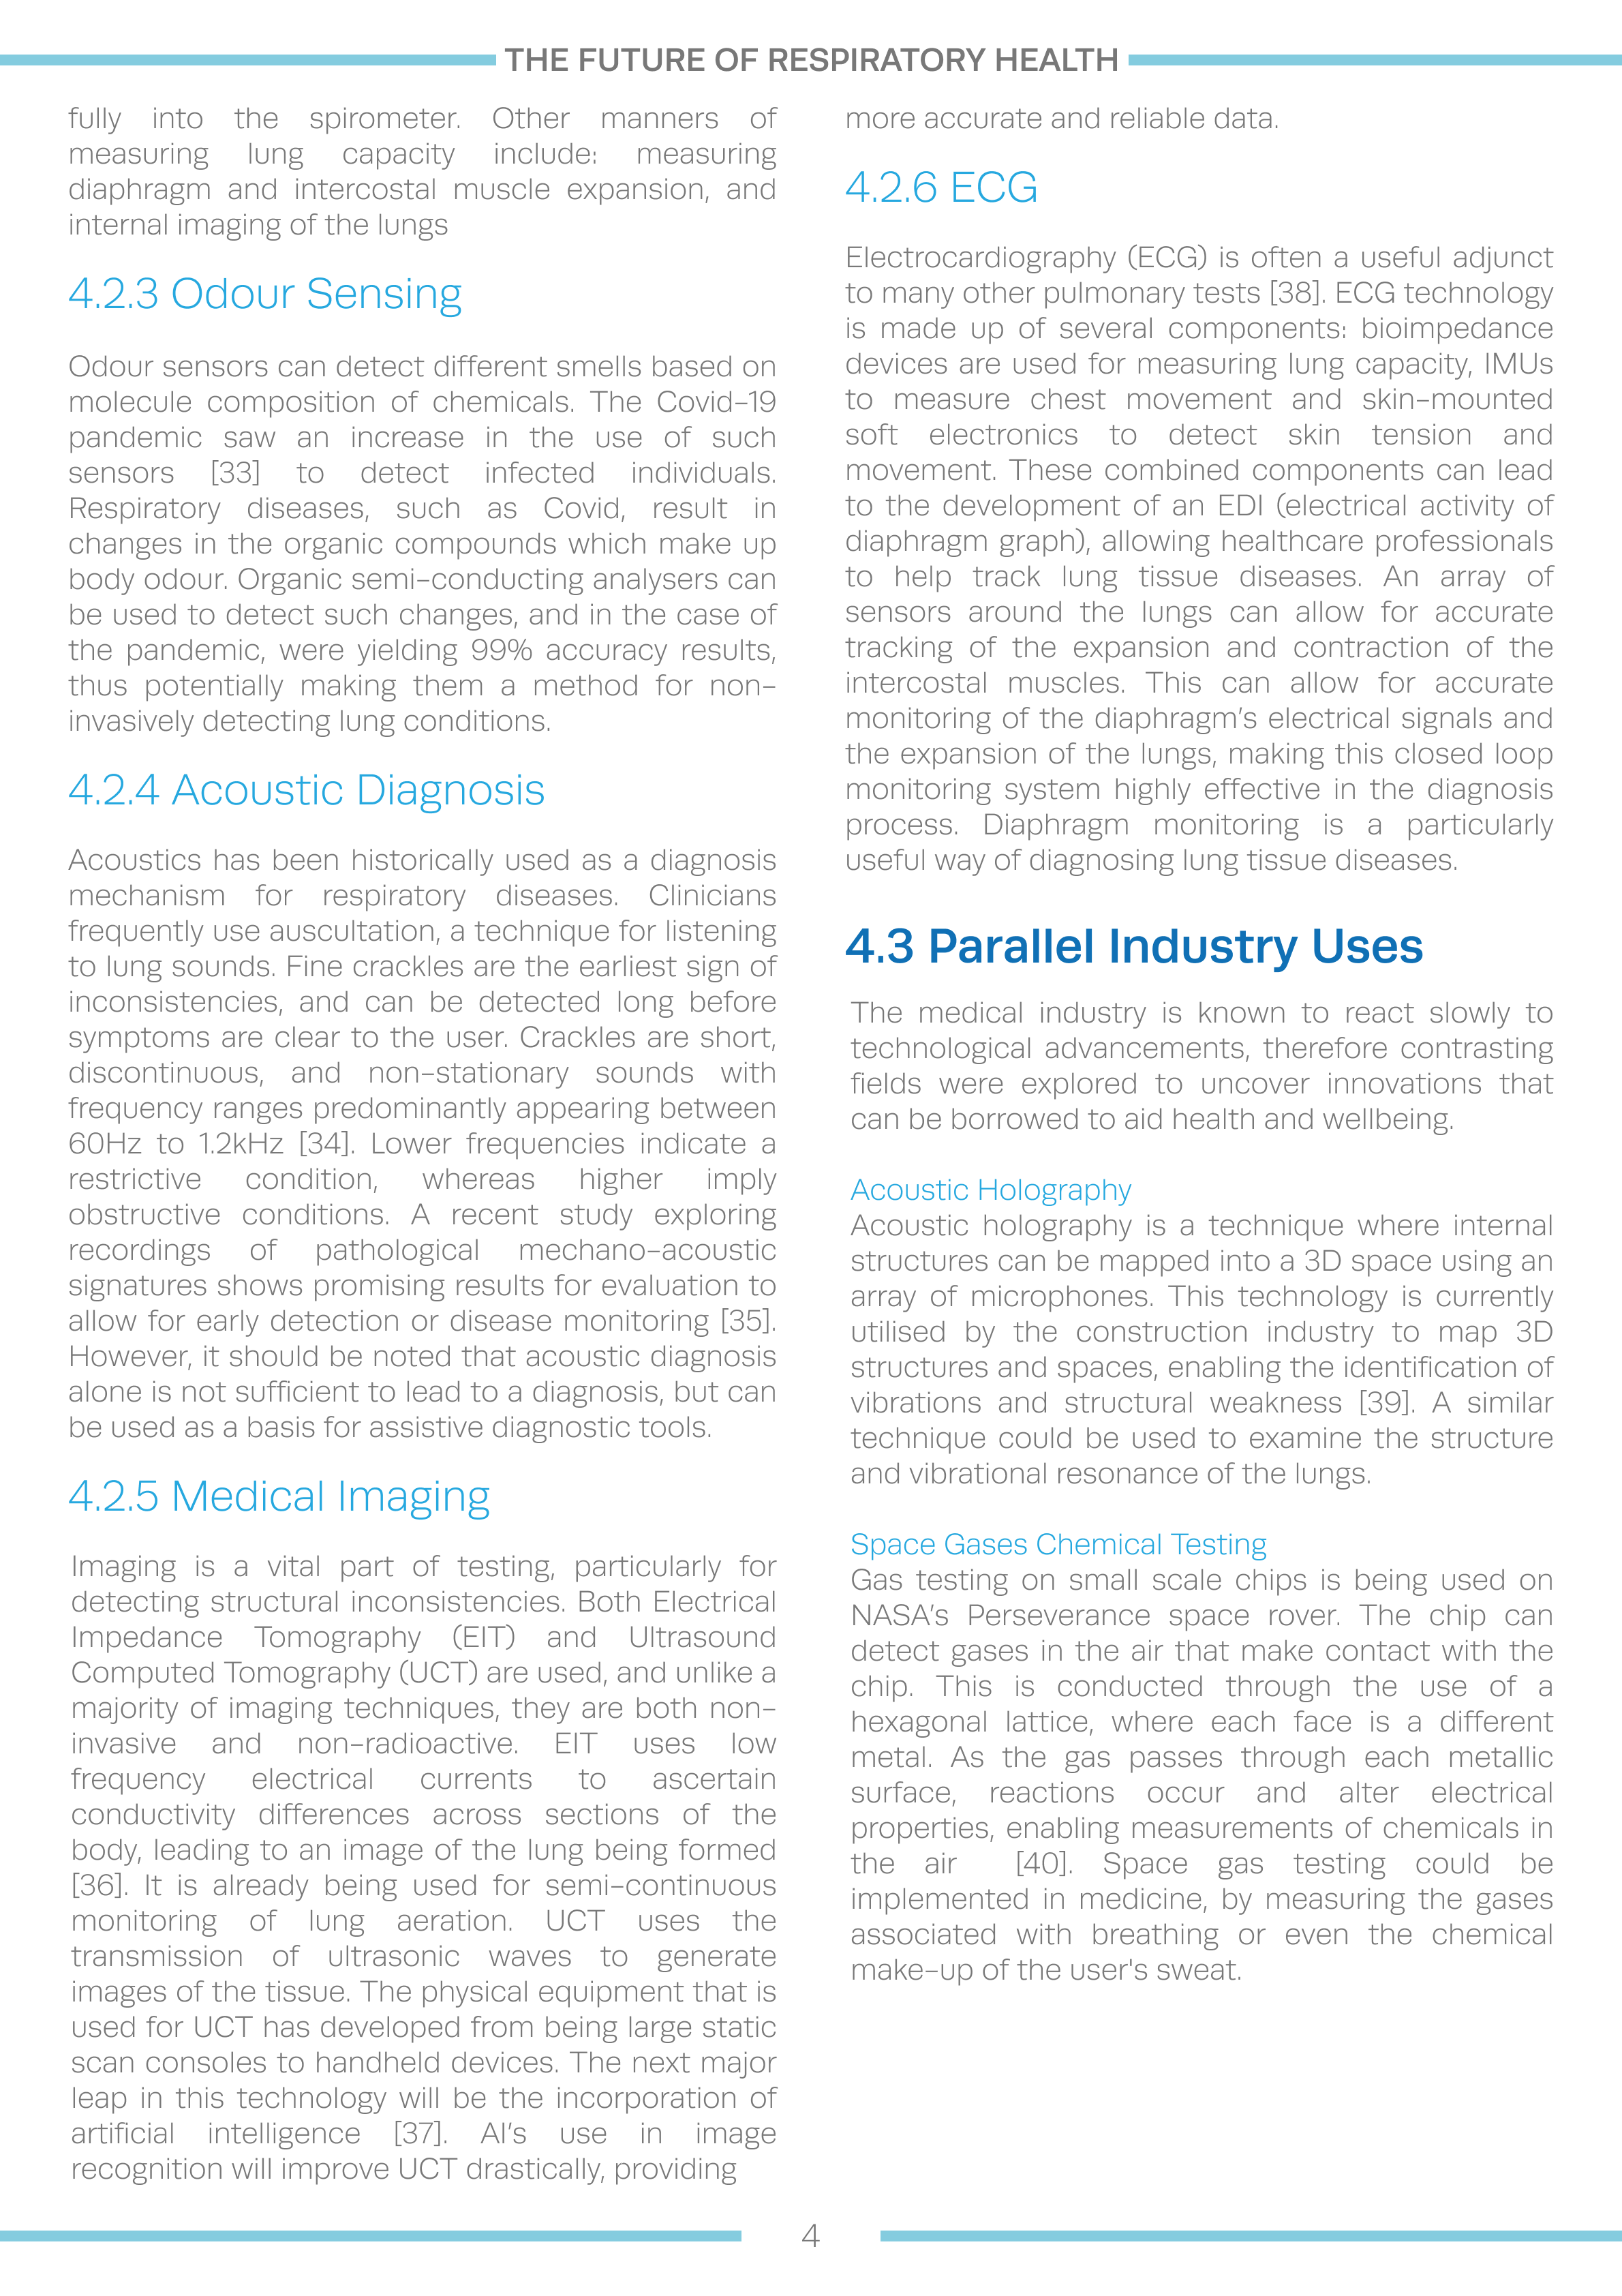 THE FUTURE OF RESPIRATORY HEALTH
fully into the spirometer. Other manners of
measuring lung capacity include: measuring
diaphragm and intercostal muscle expansion, and
internal imaging of the lungs
4.2.3 Odour Sensing
Odour sensors can detect different smells based on
molecule composition of chemicals. The Covid-19
pandemic saw an increase in the use of such
sensors [33] to detect infected individuals.
Respiratory diseases, such as Covid, result in
changes in the organic compounds which make up
body odour. Organic semi-conducting analysers can
be used to detect such changes, and in the case of
the pandemic, were yielding 99% accuracy results,
thus potentially making them a method for non-
invasively detecting lung conditions.
4.2.4 Acoustic Diagnosis
Acoustics has been historically used as a diagnosis
mechanism for respiratory diseases. Clinicians
frequently use auscultation, a technique for listening
to lung sounds. Fine crackles are the earliest sign of
inconsistencies, and can be detected long before
symptoms are clear to the user. Crackles are short,
discontinuous, and non-stationary sounds with
frequency ranges predominantly appearing between
60Hz to 1.2kHz [34]. Lower frequencies indicate a
restrictive condition, whereas higher imply
obstructive conditions. A recent study exploring
recordings of pathological mechano-acoustic
signatures shows promising results for evaluation to
allow for early detection or disease monitoring [35].
However, it should be noted that acoustic diagnosis
alone is not sufficient to lead to a diagnosis, but can
be used as a basis for assistive diagnostic tools.
4.2.5 Medical Imaging
Imaging is a vital part of testing, particularly for
detecting structural inconsistencies. Both Electrical
Impedance Tomography (EIT) and Ultrasound
Computed Tomography (UCT) are used, and unlike a
majority of imaging techniques, they are both non-
invasive and non-radioactive. EIT uses low
frequency electrical currents to ascertain
conductivity differences across sections of the
body, leading to an image of the lung being formed
[36]. It is already being used for semi-continuous
monitoring of lung aeration. UCT uses the
transmission of ultrasonic waves to generate
images of the tissue. The physical equipment that is
used for UCT has developed from being large static
scan consoles to handheld devices. The next major
leap in this technology will be the incorporation of
artificial intelligence [37]. AI's use in image
recognition will improve UCT drastically, providing
more accurate and reliable data.
4.2.6 ECG
Electrocardiography (ECG) is often a useful adjunct
to many other pulmonary tests [38]. ECG technology
is made up of several components: bioimpedance
devices are used for measuring lung capacity, IMUs
to measure chest movement and skin-mounted
soft electronics to detect skin tension and
movement. These combined components can lead
to the development of an EDI (electrical activity of
diaphragm graph), allowing healthcare professionals
to help track lung tissue diseases. An array of
sensors around the lungs can allow for accurate
tracking of the expansion and contraction of the
intercostal muscles. This can allow for accurate
monitoring of the diaphragm's electrical signals and
the expansion of the lungs, making this closed loop
monitoring system highly effective in the diagnosis
process. Diaphragm monitoring is a particularly
useful way of diagnosing lung tissue diseases.
4.3 Parallel Industry Uses
The medical industry is known to react slowly to
technological advancements, therefore contrasting
fields were explored to uncover innovations that
can be borrowed to aid health and wellbeing.
Acoustic Holography
Acoustic holography is a technique where internal
structures can be mapped into a 3D space using an
array of microphones. This technology is currently
utilised by the construction industry to map 3D
structures and spaces, enabling the identification of
vibrations and structural weakness [39]. A similar
technique could be used to examine the structure
and vibrational resonance of the lungs.
Space Gases Chemical Testing
Gas testing on small scale chips is being used on
NASA's Perseverance space rover. The chip can
detect gases in the air that make contact with the
chip. This is conducted through the use of a
hexagonal lattice, where each face is a different
metal. As the gas passes through each metallic
surface, reactions occur and alter electrical
properties, enabling measurements of chemicals in
the air [40]. Space gas testing could be
implemented in medicine, by measuring the gases
associated with breathing or even the chemical
make-up of the user's sweat.
4